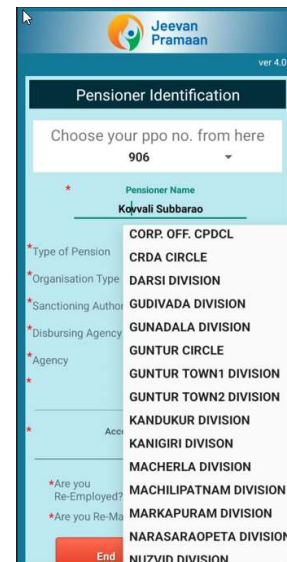 Jeevan
Pramaan
ver 4.0
Pensioner Identification
Choose your ppo no. from here
906
* Pensioner Name
Kovvali Subbarao
CORP. OFF. CPDCL
*Type of Pension
CRDA CIRCLE
*Organisation Type
DARSI DIVISION
*Sanctioning Author
GUDIVADA DIVISION
*Disbursing Agency
GUNADALA DIVISION
*Agency
GUNTUR CIRCLE
*
GUNTUR TOWN1 DIVISION
GUNTUR TOWN2 DIVISION
* Acco
KANDUKUR DIVISION
KANIGIRI DIVISON
MACHERLA DIVISION
*Are you
Re-Employed?
MACHILIPATNAM DIVISION
*Are you Re-Ma
MARKAPURAM DIVISION
NARASARAOPETA DIVISION
End
NUZVID DIVISION